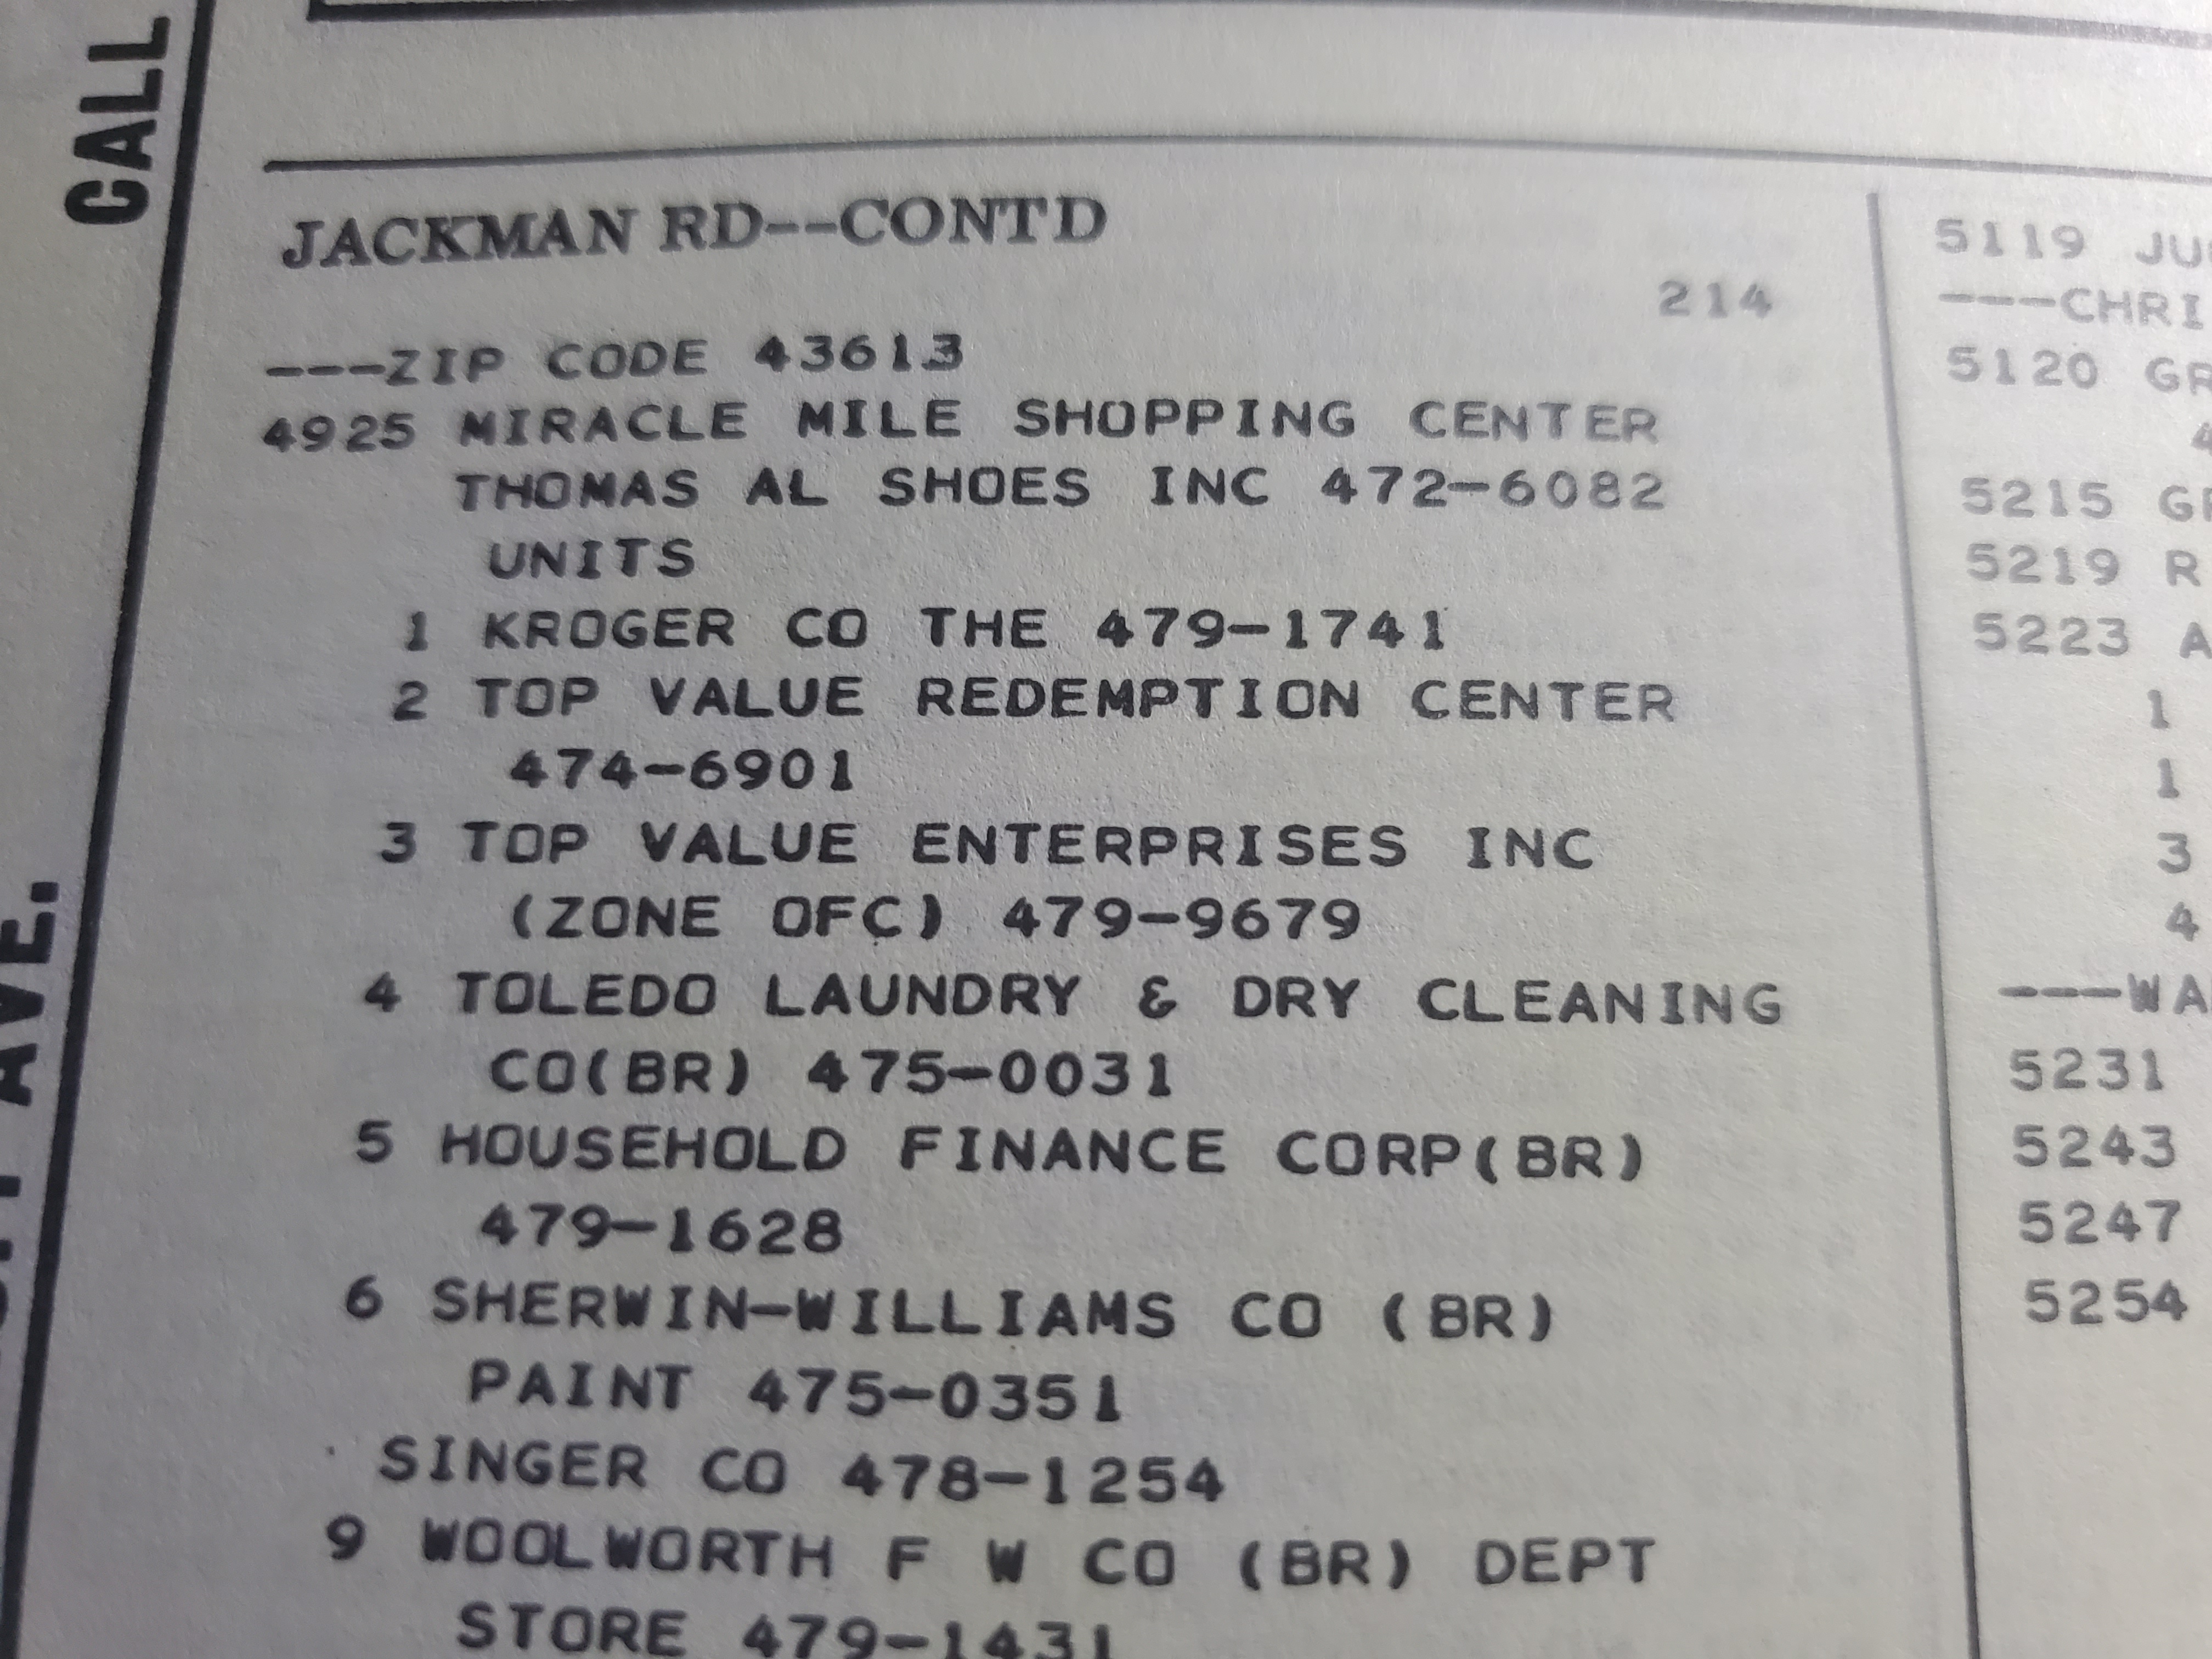 CALL
AVE.
JACKMAN RD--CONTD
214
---ZIP CODE 43613
4925 MIRACLE MILE SHOPPING CENTER
THOMAS AL SHOES INC 472-6082
UNITS
1 KROGER CO THE 479-1741
2 TOP VALUE REDEMPTION CENTER
474-6901
3 TOP VALUE ENTERPRISES INC
(ZONE OFC) 479-9679
4 TOLEDO LAUNDRY & DRY CLEANING
CO(BR) 475-0031
5 HOUSEHOLD FINANCE CORP(BR)
479-1628
6 SHERWIN-WILLIAMS CO (BR)
PAINT 475-0351
SINGER CO 478-1254
9 WOOLWORTH F W CO (BR) DEPT
STORE 479-1431
5119
5120
5215
5219
5223
1
1
3
4
5231
5243
5247
5254